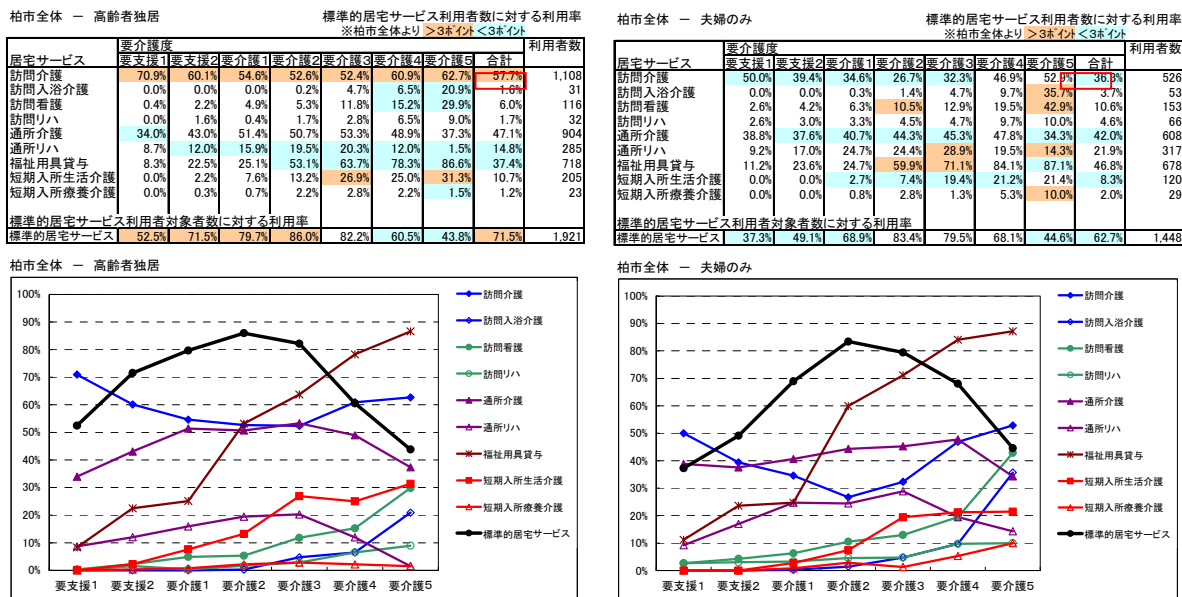 柏市全体 － 高齢者独居 標準的居宅サービス利用者数に対する利用率
※柏市全体より >3ポイント <3ポイント
要介護度 利用者数
居宅サービス 要支援1 要支援2 要介護1 要介護2 要介護3 要介護4 要介護5 合計
訪問介護 70.9% 60.1% 54.6% 52.6% 52.4% 60.9% 62.7% 57.7% 1,108
訪問入浴介護 0.0% 0.0% 0.0% 0.2% 4.7% 6.5% 20.9% 1.6% 31
訪問看護 0.4% 2.2% 4.9% 5.3% 11.8% 15.2% 29.9% 6.0% 116
訪問リハ 0.0% 1.6% 0.4% 1.7% 2.8% 6.5% 9.0% 1.7% 32
通所介護 34.0% 43.0% 51.4% 50.7% 53.3% 48.9% 37.3% 47.1% 904
通所リハ 8.7% 12.0% 15.9% 19.5% 20.3% 12.0% 1.5% 14.8% 285
福祉用具貸与 8.3% 22.5% 25.1% 53.1% 63.7% 78.3% 86.6% 37.4% 718
短期入所生活介護 0.0% 2.2% 7.6% 13.2% 26.9% 25.0% 31.3% 10.7% 205
短期入所療養介護 0.0% 0.3% 0.7% 2.2% 2.8% 2.2% 1.5% 1.2% 23
標準的居宅サービス利用者対象者数に対する利用率
標準的居宅サービス 52.5% 71.5% 79.7% 86.0% 82.2% 60.5% 43.8% 71.5% 1,921
柏市全体 － 夫婦のみ 標準的居宅サービス利用者数に対する利用率
※柏市全体より >3ポイント <3ポイント
要介護度 利用者数
居宅サービス 要支援1 要支援2 要介護1 要介護2 要介護3 要介護4 要介護5 合計
訪問介護 50.0% 39.4% 34.6% 26.7% 32.3% 46.9% 52.9% 36.3% 526
訪問入浴介護 0.0% 0.0% 0.3% 1.4% 4.7% 9.7% 35.7% 3.7% 53
訪問看護 2.6% 4.2% 6.3% 10.5% 12.9% 19.5% 42.9% 10.6% 153
訪問リハ 2.6% 3.0% 3.3% 4.5% 4.7% 9.7% 10.0% 4.6% 66
通所介護 38.8% 37.6% 40.7% 44.3% 45.3% 47.8% 34.3% 42.0% 608
通所リハ 9.2% 17.0% 24.7% 24.4% 28.9% 19.5% 14.3% 21.9% 317
福祉用具貸与 11.2% 23.6% 24.7% 59.9% 71.1% 84.1% 87.1% 46.8% 678
短期入所生活介護 0.0% 0.0% 2.7% 7.4% 19.4% 21.2% 21.4% 8.3% 120
短期入所療養介護 0.0% 0.0% 0.8% 2.8% 1.3% 5.3% 10.0% 2.0% 29
標準的居宅サービス利用者対象者数に対する利用率
標準的居宅サービス 37.3% 49.1% 68.9% 83.4% 79.5% 68.1% 44.6% 62.7% 1,448
柏市全体 － 高齢者独居
100%
90%
80%
70%
60%
50%
40%
30%
20%
10%
0%
要支援1 要支援2 要介護1 要介護2 要介護3 要介護4 要介護5
訪問介護
訪問入浴介護
訪問看護
訪問リハ
通所介護
通所リハ
福祉用具貸与
短期入所生活介護
短期入所療養介護
標準的居宅サービス
柏市全体 － 夫婦のみ
100%
90%
80%
70%
60%
50%
40%
30%
20%
10%
0%
要支援1 要支援2 要介護1 要介護2 要介護3 要介護4 要介護5
訪問介護
訪問入浴介護
訪問看護
訪問リハ
通所介護
通所リハ
福祉用具貸与
短期入所生活介護
短期入所療養介護
標準的居宅サービス